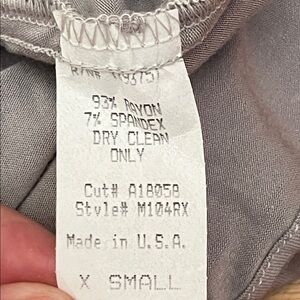 93% RAYON
7% SPANDEX
DRY CLEAN
ONLY
Cut# A18058
Style# M104RX
Made in U.S.A.
X SMALL